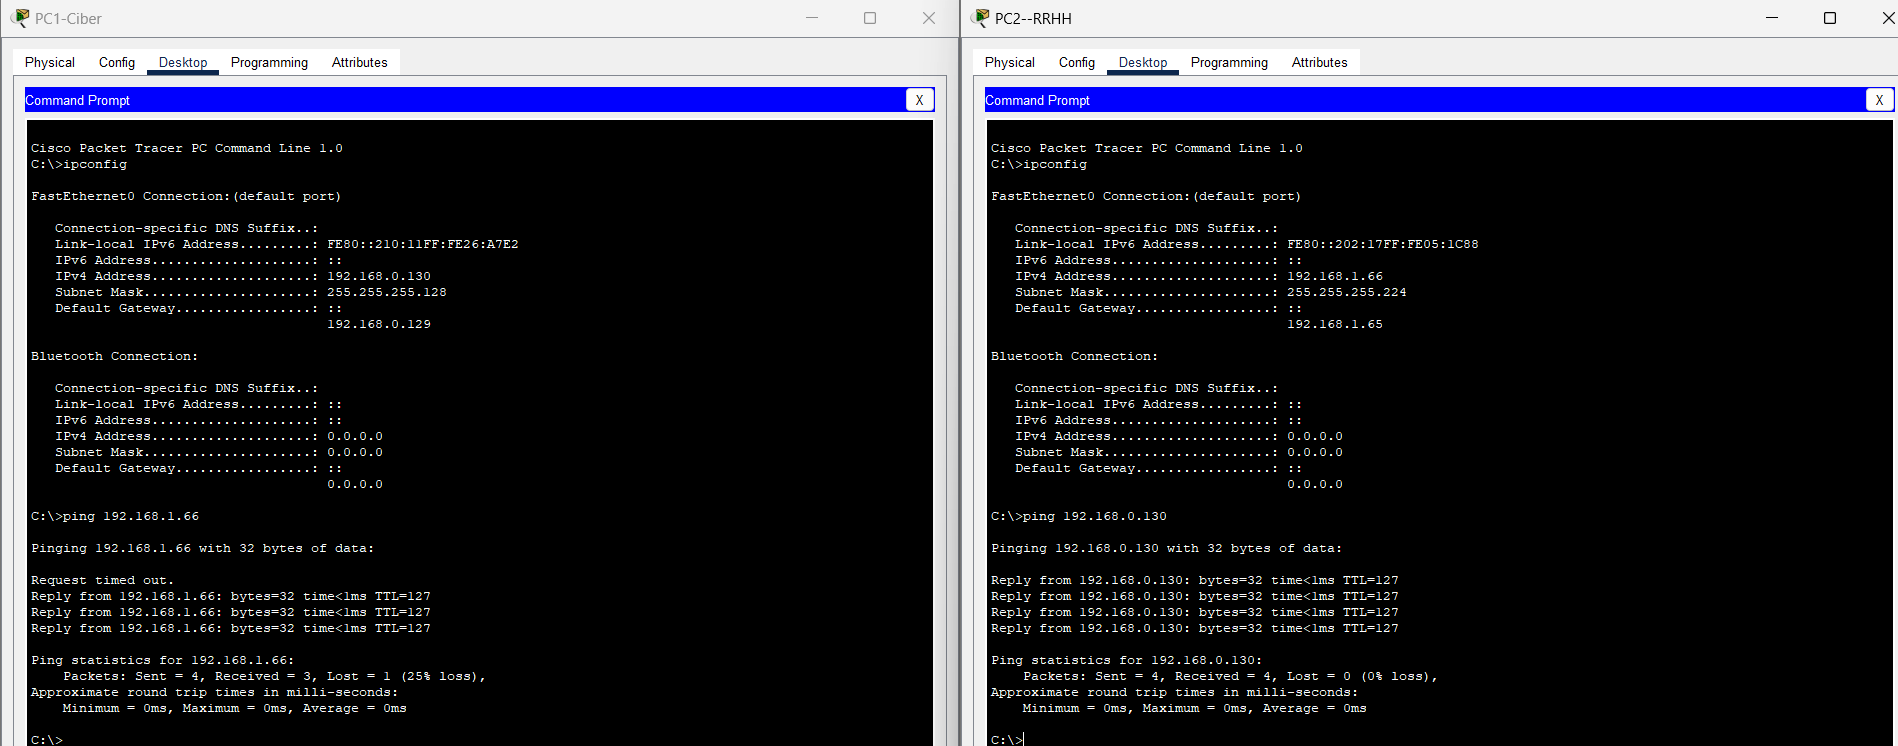 PC1-Ciber
Physical Config Desktop Programming Attributes
Command Prompt
X
Cisco Packet Tracer PC Command Line 1.0
C:\>ipconfig
FastEthernet0 Connection:(default port)
Connection-specific DNS Suffix..:
Link-local IPv6 Address.........: FE80::210:11FF:FE26:A7E2
IPv6 Address....................: ::
IPv4 Address....................: 192.168.0.130
Subnet Mask.....................: 255.255.255.128
Default Gateway.................: ::
192.168.0.129
Bluetooth Connection:
Connection-specific DNS Suffix..:
Link-local IPv6 Address.........: ::
IPv6 Address....................: ::
IPv4 Address....................: 0.0.0.0
Subnet Mask.....................: 0.0.0.0
Default Gateway.................: ::
0.0.0.0
C:\>ping 192.168.1.66
Pinging 192.168.1.66 with 32 bytes of data:
Request timed out.
Reply from 192.168.1.66: bytes=32 time<1ms TTL=127
Reply from 192.168.1.66: bytes=32 time<1ms TTL=127
Reply from 192.168.1.66: bytes=32 time<1ms TTL=127
Ping statistics for 192.168.1.66:
Packets: Sent = 4, Received = 3, Lost = 1 (25% loss),
Approximate round trip times in milli-seconds:
Minimum = 0ms, Maximum = 0ms, Average = 0ms
C:\>
PC2--RRHH
Physical Config Desktop Programming Attributes
Command Prompt
X
Cisco Packet Tracer PC Command Line 1.0
C:\>ipconfig
FastEthernet0 Connection:(default port)
Connection-specific DNS Suffix..:
Link-local IPv6 Address.........: FE80::202:17FF:FE05:1C88
IPv6 Address....................: ::
IPv4 Address....................: 192.168.1.66
Subnet Mask.....................: 255.255.255.224
Default Gateway.................: ::
192.168.1.65
Bluetooth Connection:
Connection-specific DNS Suffix..:
Link-local IPv6 Address.........: ::
IPv6 Address....................: ::
IPv4 Address....................: 0.0.0.0
Subnet Mask.....................: 0.0.0.0
Default Gateway.................: ::
0.0.0.0
C:\>ping 192.168.0.130
Pinging 192.168.0.130 with 32 bytes of data:
Reply from 192.168.0.130: bytes=32 time<1ms TTL=127
Reply from 192.168.0.130: bytes=32 time<1ms TTL=127
Reply from 192.168.0.130: bytes=32 time<1ms TTL=127
Reply from 192.168.0.130: bytes=32 time<1ms TTL=127
Ping statistics for 192.168.0.130:
Packets: Sent = 4, Received = 4, Lost = 0 (0% loss),
Approximate round trip times in milli-seconds:
Minimum = 0ms, Maximum = 0ms, Average = 0ms
C:\>